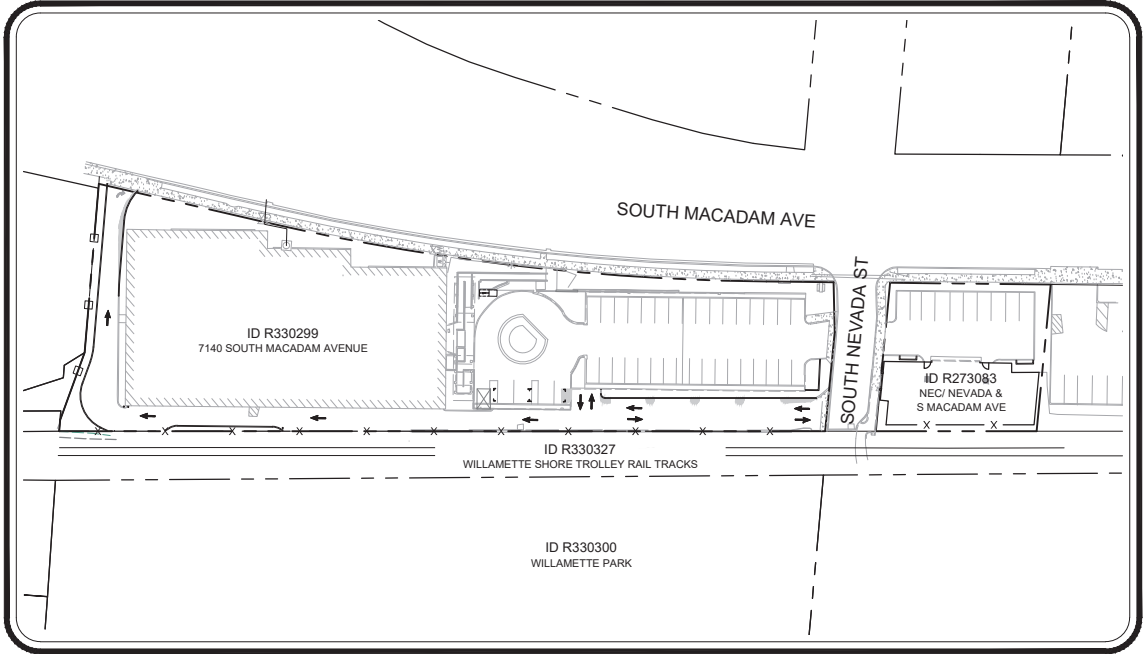 SOUTH MACADAM AVE
SOUTH NEVADA ST
ID R330299
7140 SOUTH MACADAM AVENUE
ID R273083
NEC/ NEVADA &
S MACADAM AVE
ID R330327
WILLAMETTE SHORE TROLLEY RAIL TRACKS
ID R330300
WILLAMETTE PARK